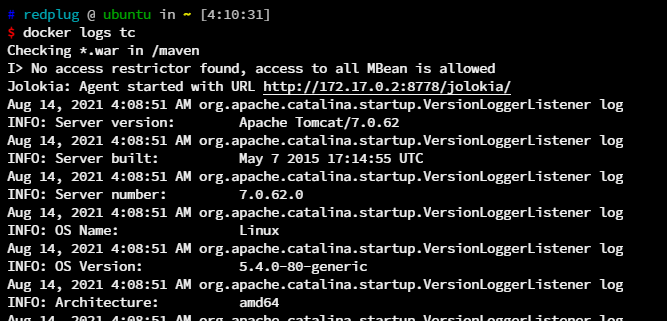 # redplug @ ubuntu in ~ [4:10:31]
$ docker logs tc
Checking *.war in /maven
I> No access restrictor found, access to all MBean is allowed
Jolokia: Agent started with URL http://172.17.0.2:8778/jolokia/
Aug 14, 2021 4:08:51 AM org.apache.catalina.startup.VersionLoggerListener log
INFO: Server version:        Apache Tomcat/7.0.62
Aug 14, 2021 4:08:51 AM org.apache.catalina.startup.VersionLoggerListener log
INFO: Server built:          May 7 2015 17:14:55 UTC
Aug 14, 2021 4:08:51 AM org.apache.catalina.startup.VersionLoggerListener log
INFO: Server number:         7.0.62.0
Aug 14, 2021 4:08:51 AM org.apache.catalina.startup.VersionLoggerListener log
INFO: OS Name:               Linux
Aug 14, 2021 4:08:51 AM org.apache.catalina.startup.VersionLoggerListener log
INFO: OS Version:            5.4.0-80-generic
Aug 14, 2021 4:08:51 AM org.apache.catalina.startup.VersionLoggerListener log
INFO: Architecture:          amd64